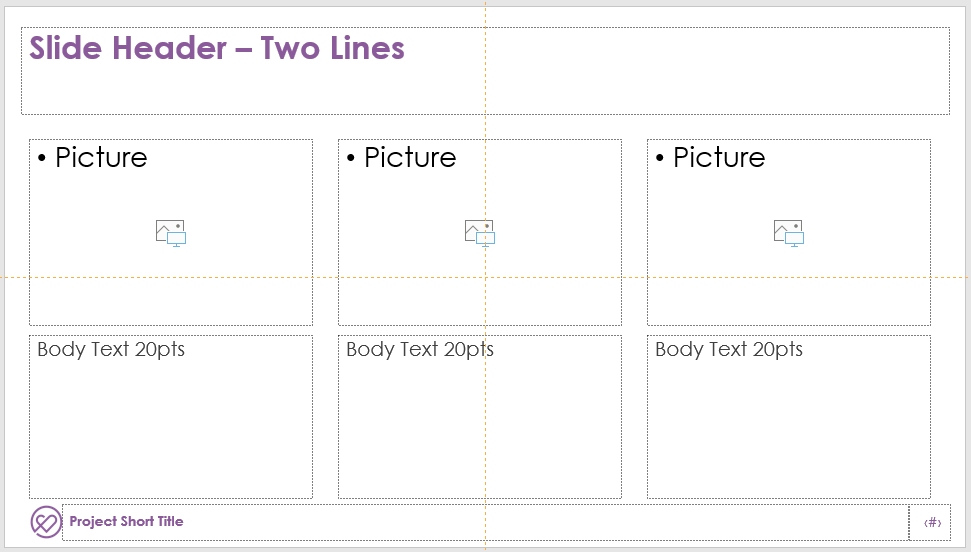 Slide Header – Two Lines
• Picture
• Picture
• Picture
Body Text 20pts
Body Text 20pts
Body Text 20pts
Project Short Title
‹#›